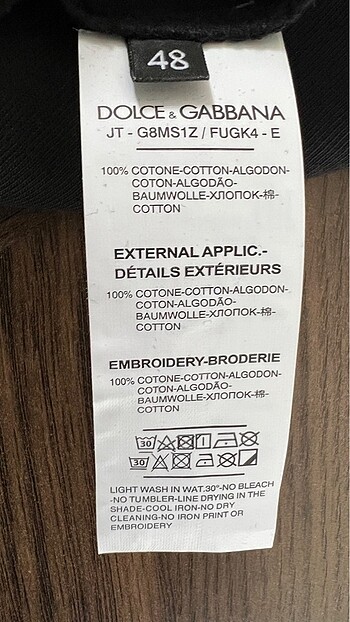 48
DOLCE & GABBANA
JT - G8MS1Z / FUGK4 - E
100% COTONE-COTTON-ALGODON-
COTON-ALGODÃO-
BAUMWOLLE-ХЛОПОК-棉-
COTTON
EXTERNAL APPLIC.-
DÉTAILS EXTÉRIEURS
100% COTONE-COTTON-ALGODON-
COTON-ALGODÃO-
BAUMWOLLE-ХЛОПОК-棉-
COTTON
EMBROIDERY-BRODERIE
100% COTONE-COTTON-ALGODON-
COTON-ALGODÃO-
BAUMWOLLE-ХЛОПОК-棉-
COTTON
30
30
LIGHT WASH IN WAT.30°-NO BLEACH
-NO TUMBLER-LINE DRYING IN THE
SHADE-COOL IRON-NO DRY
CLEANING-NO IRON PRINT OR
EMBROIDERY